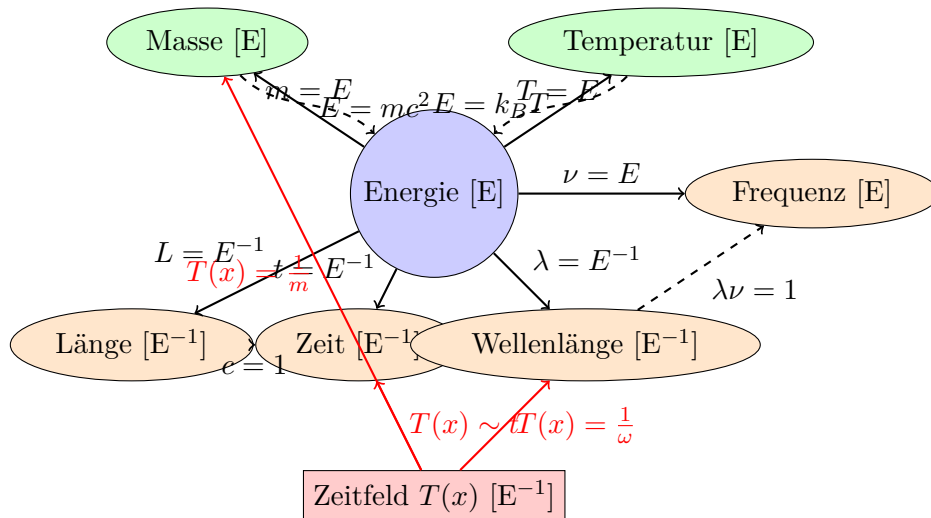 Masse [E]
Temperatur [E]
m = E
T = E
E = mc²
E = k_B T
Energie [E]
ν = E
Frequenz [E]
L = E⁻¹
t = E⁻¹
λ = E⁻¹
T(x) = 1/m
λν = 1
Länge [E⁻¹]
Zeit [E⁻¹]
Wellenlänge [E⁻¹]
c = 1
T(x) ∼ t
T(x) = 1/ω
Zeitfeld T(x) [E⁻¹]